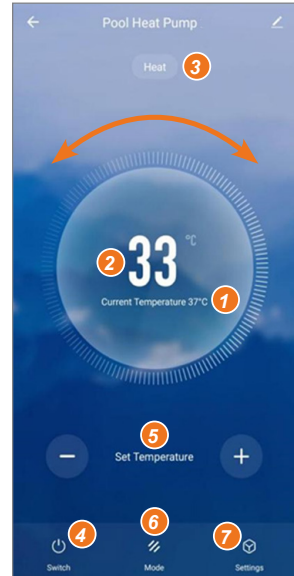 Pool Heat Pump
Heat
3
2
33 °C
Current Temperature 37°C
1
5
Set Temperature
4
6
7
Switch
Mode
Settings